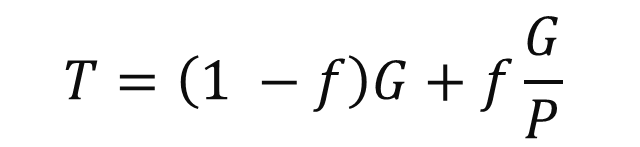 T = (1 − f)G + f G/P